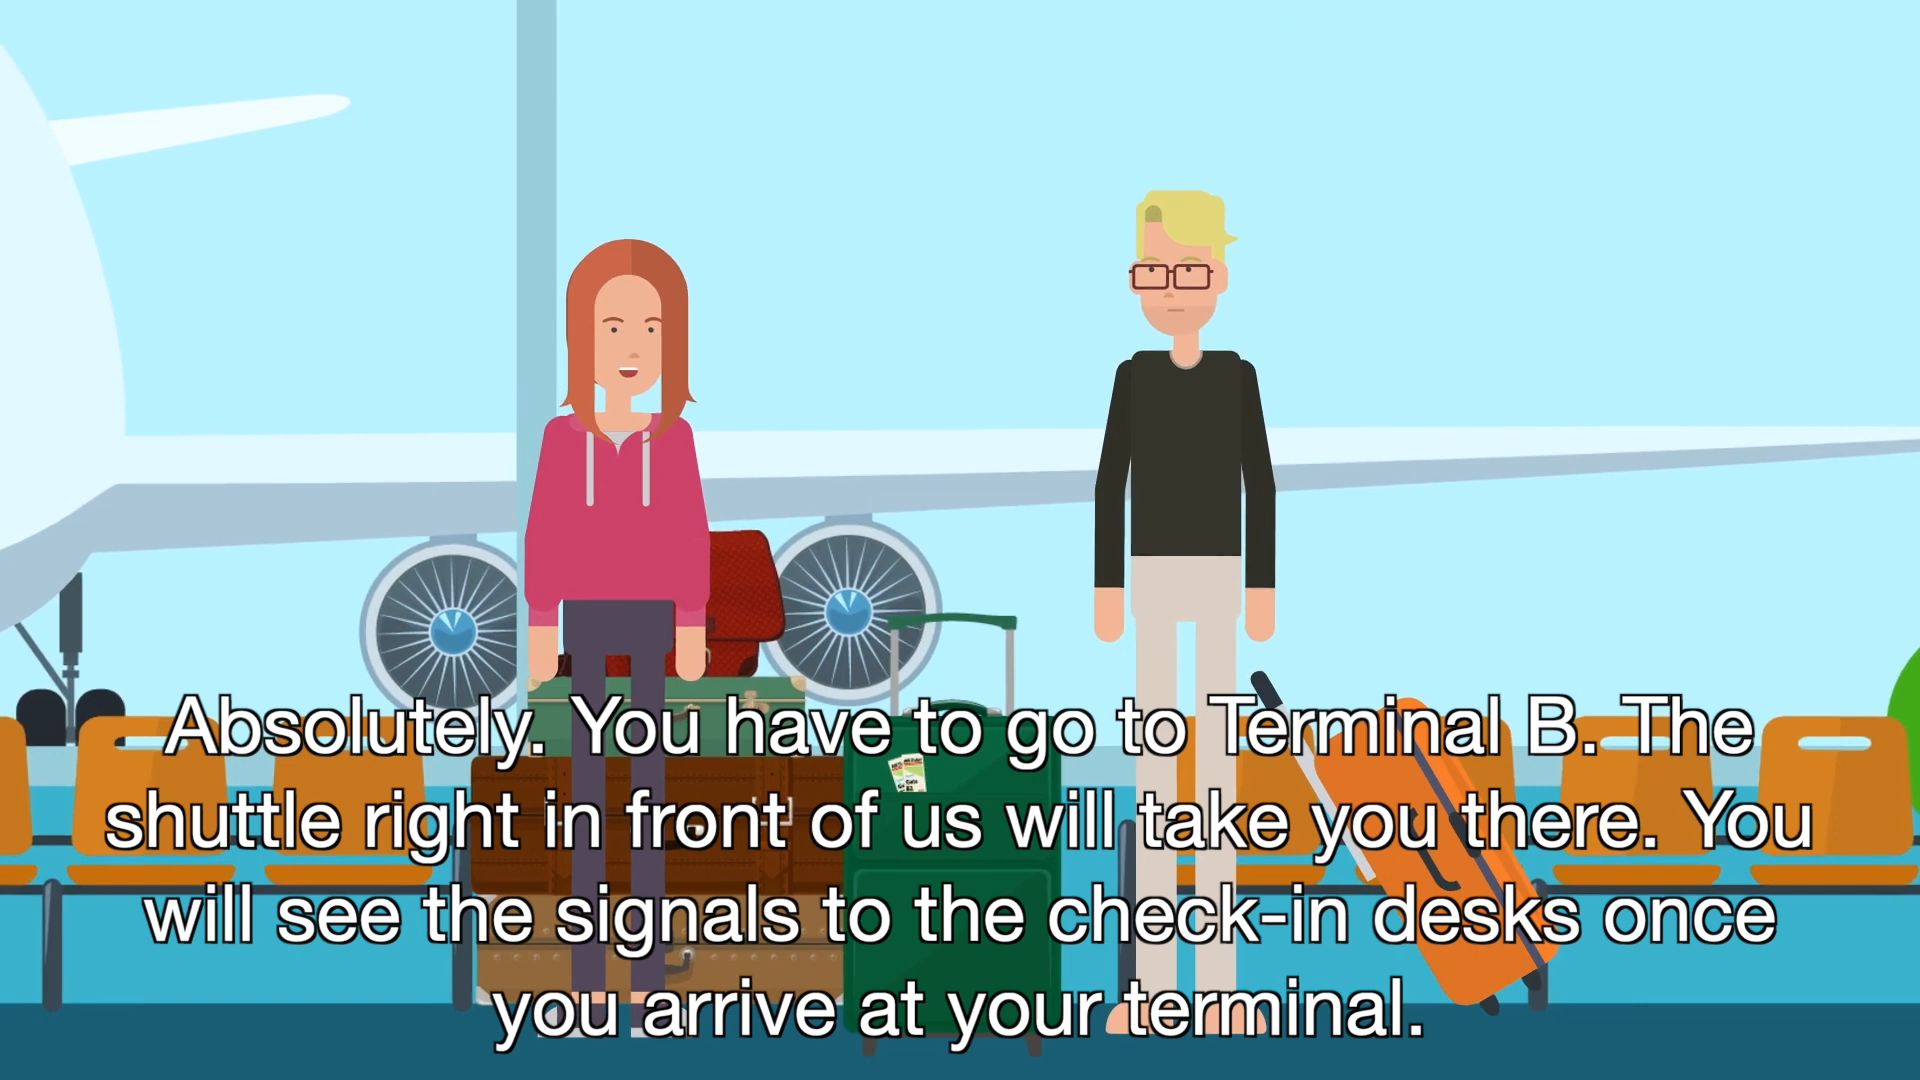 Absolutely. You have to go to Terminal B. The
shuttle right in front of us will take you there. You
will see the signals to the check-in desks once
you arrive at your terminal.